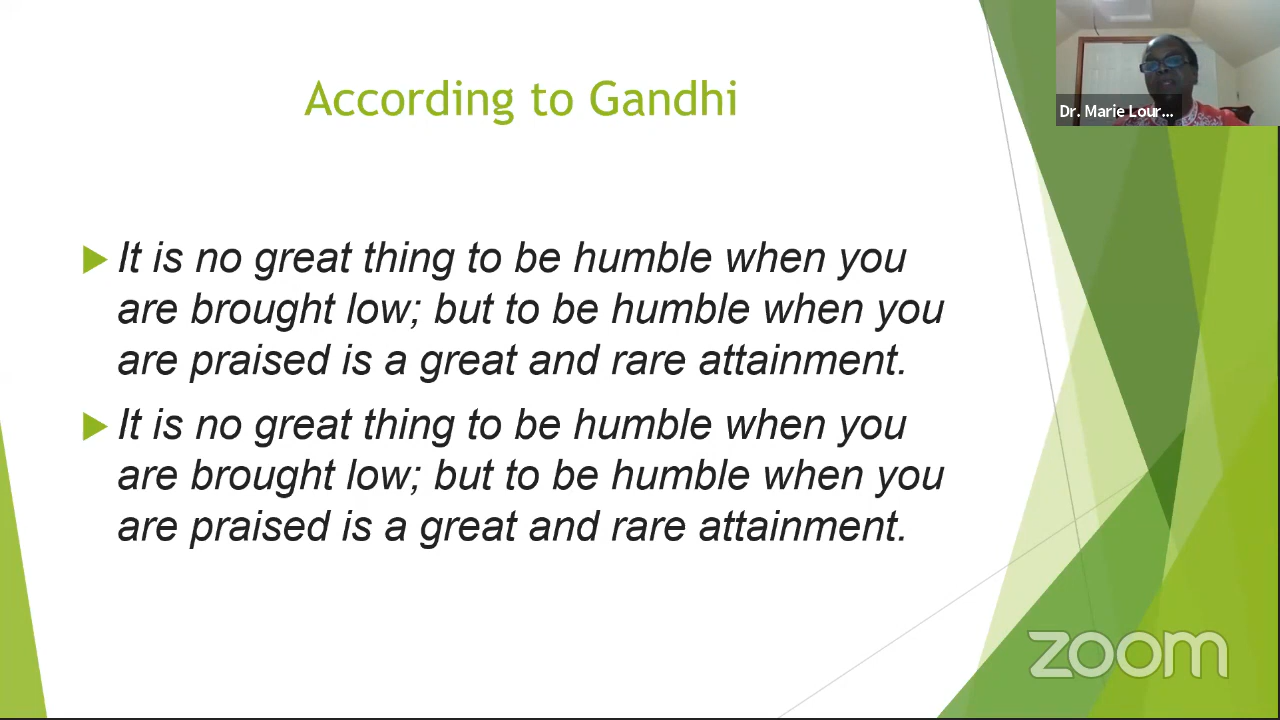 According to Gandhi
Dr. Marie Lour...
It is no great thing to be humble when you
are brought low; but to be humble when you
are praised is a great and rare attainment.
It is no great thing to be humble when you
are brought low; but to be humble when you
are praised is a great and rare attainment.
zoom